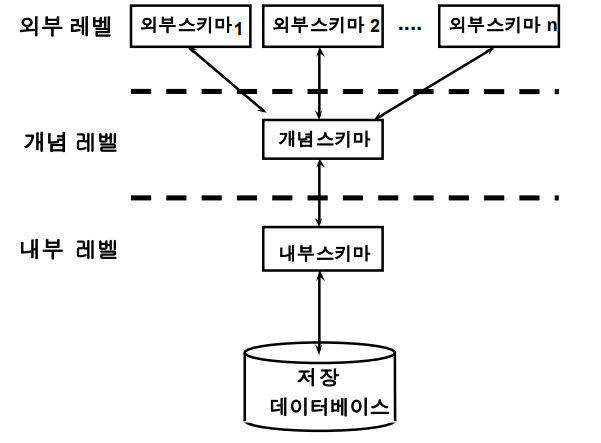 외부 레벨 외부스키마 1 외부스키마 2 .... 외부스키마 n
개념 레벨 개념스키마
내부 레벨 내부스키마
저장
데이터베이스